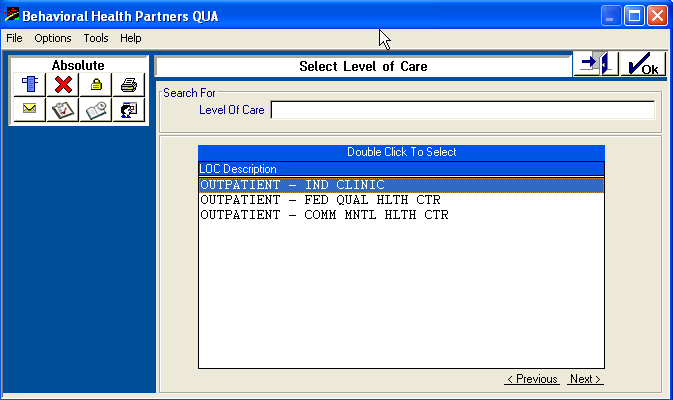 Behavioral Health Partners QUA
File Options Tools Help
Absolute
Select Level of Care
Ok
Search For
Level Of Care
Double Click To Select
LOC Description
OUTPATIENT - IND CLINIC
OUTPATIENT - FED QUAL HLTH CTR
OUTPATIENT - COMM MNTL HLTH CTR
< Previous Next >